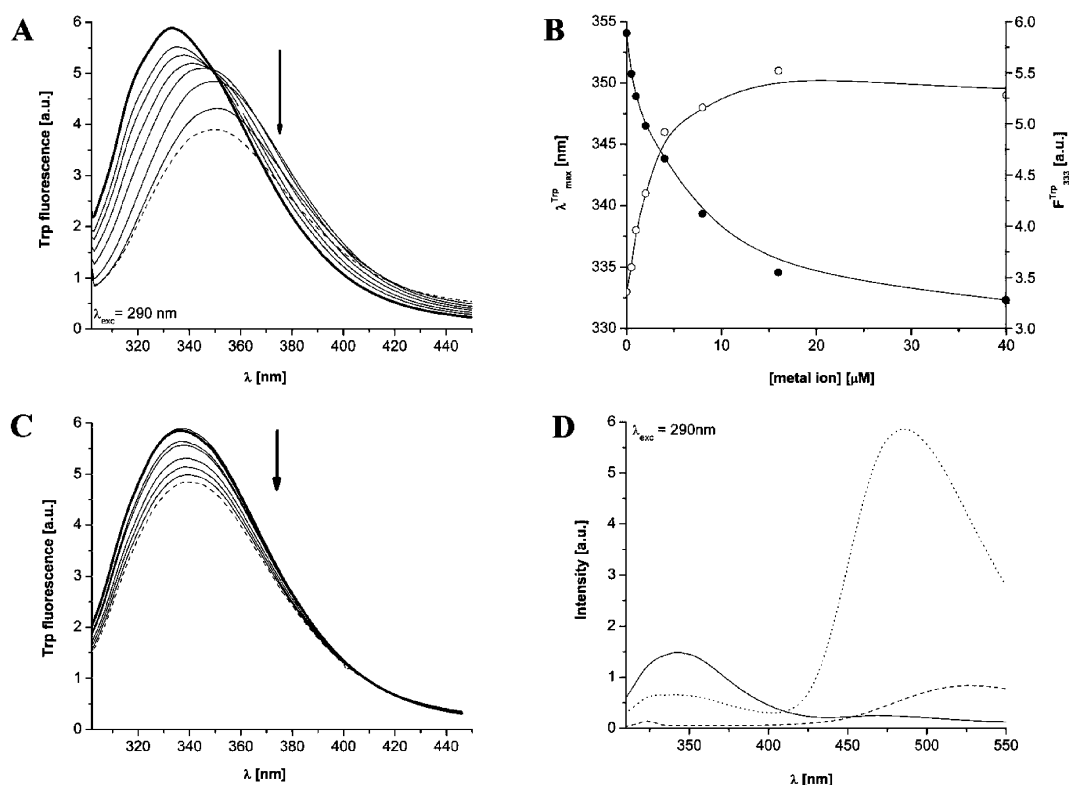 A
Trp fluorescence [a.u.]
6
5
4
3
2
1
0
λexc= 290 nm
320 340 360 380 400 420 440
λ [nm]
B
λTrpmax [nm]
355
350
345
340
335
330
0 10 20 30 40
[metal ion] [µM]
6.0
5.5
5.0
4.5
4.0
3.5
3.0
FTrp333 [a.u.]
C
Trp fluorescence [a.u.]
6
5
4
3
2
1
0
320 340 360 380 400 420 440
λ [nm]
D
Intensity [a.u.]
6
5
4
3
2
1
0
λexc = 290nm
350 400 450 500 550
λ [nm]